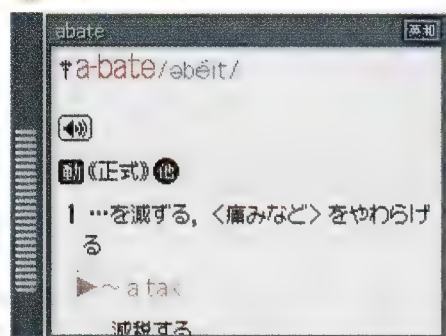 abate 英和
†a·bate/əbéit/
動《正式》他
1 …を減ずる，〈痛みなど〉をやわらげ
る
▶～ a tax
減税する